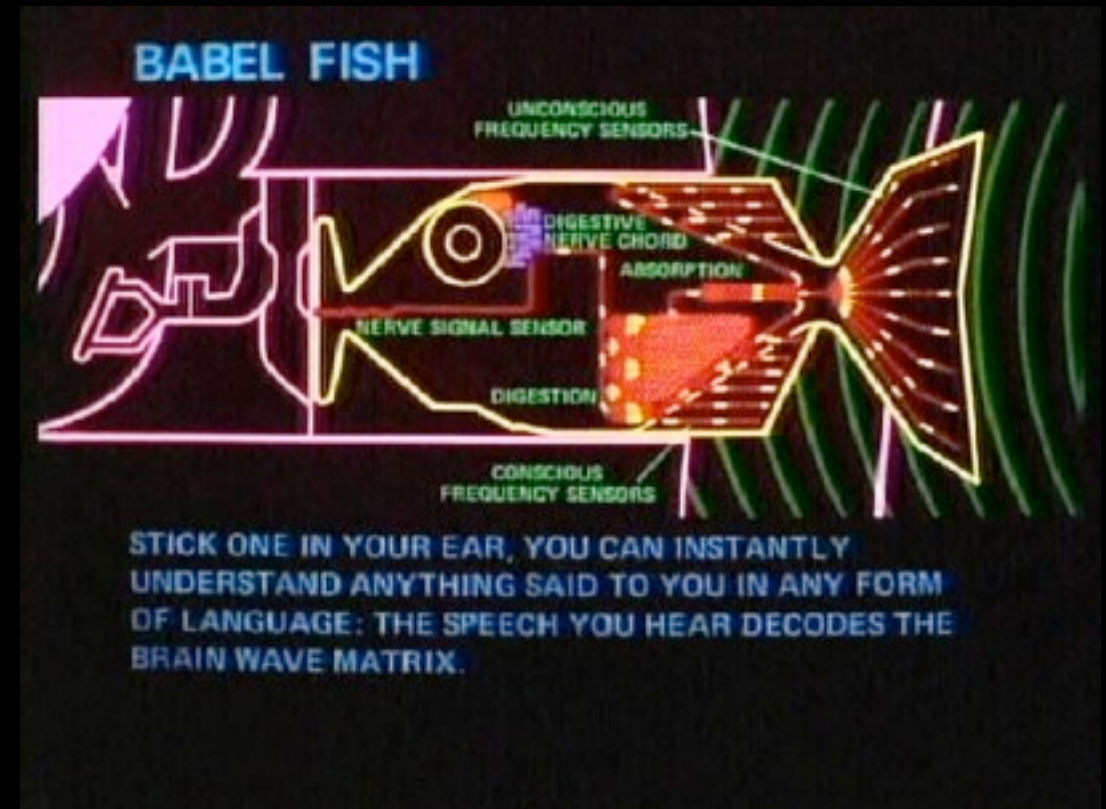 BABEL FISH
UNCONSCIOUS
FREQUENCY SENSORS
DIGESTIVE
NERVE CHORD
ABSORPTION
NERVE SIGNAL SENSOR
DIGESTION
CONSCIOUS
FREQUENCY SENSORS
STICK ONE IN YOUR EAR, YOU CAN INSTANTLY
UNDERSTAND ANYTHING SAID TO YOU IN ANY FORM
OF LANGUAGE: THE SPEECH YOU HEAR DECODES THE
BRAIN WAVE MATRIX.